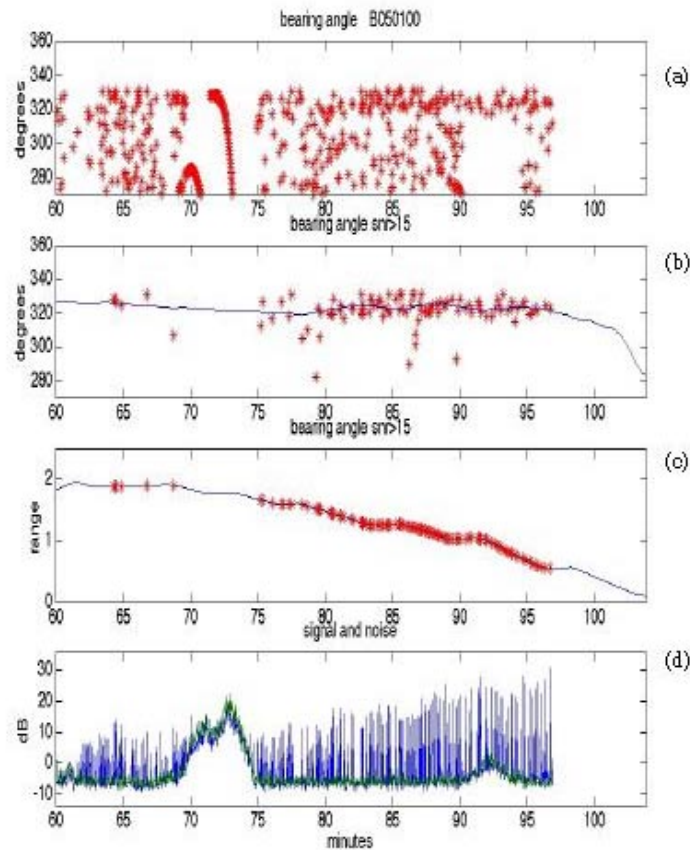 bearing angle B050100
(a)
degrees
360
340
320
300
280
60 65 70 75 80 85 90 95 100
bearing angle snr>15
(b)
degrees
360
340
320
300
280
60 65 70 75 80 85 90 95 100
bearing angle snr>15
(c)
range
2
1
0
60 65 70 75 80 85 90 95 100
signal and noise
(d)
dB
30
20
10
0
-10
60 65 70 75 80 85 90 95 100
minutes